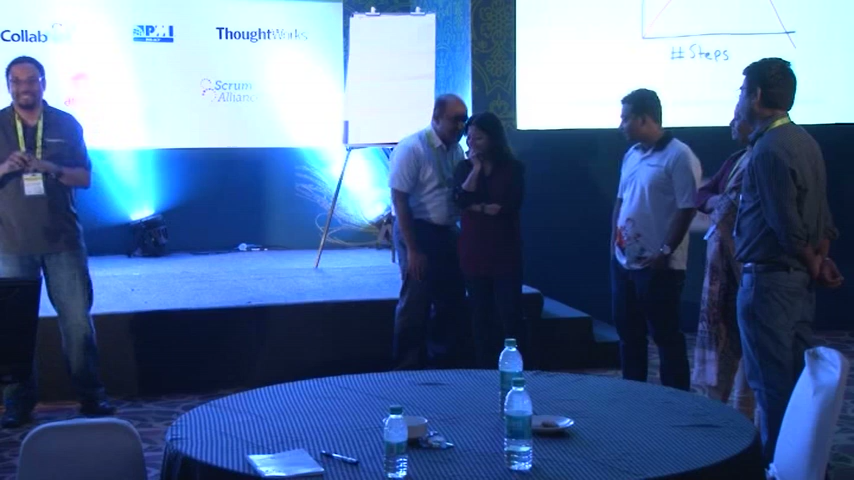 Collab
PMI
ThoughtWorks
Scrum
Alliance
#Steps